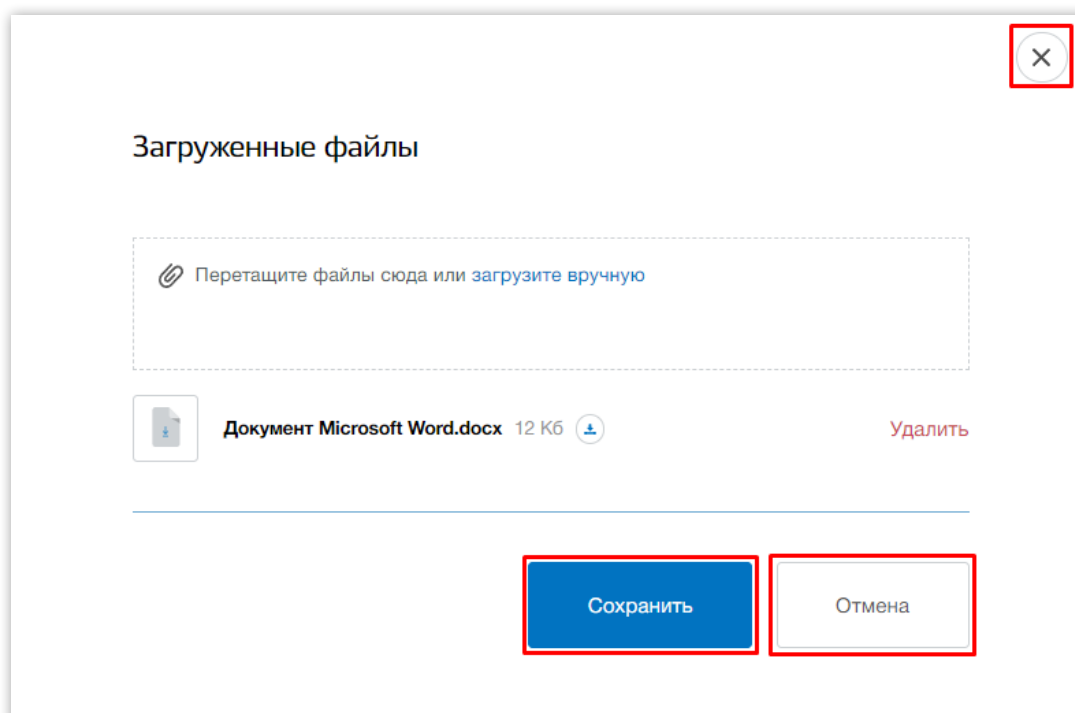 Загруженные файлы
Перетащите файлы сюда или загрузите вручную
Документ Microsoft Word.docx 12 Кб Удалить
Сохранить Отмена